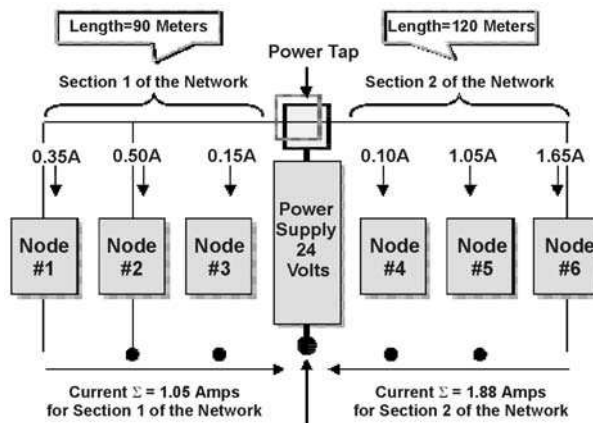 Length=90 Meters
Length=120 Meters
Power Tap
Section 1 of the Network
Section 2 of the Network
0.35A
0.50A
0.15A
0.10A
1.05A
1.65A
Node
#1
Node
#2
Node
#3
Power
Supply
24
Volts
Node
#4
Node
#5
Node
#6
Current Σ = 1.05 Amps
for Section 1 of the Network
Current Σ = 1.88 Amps
for Section 2 of the Network